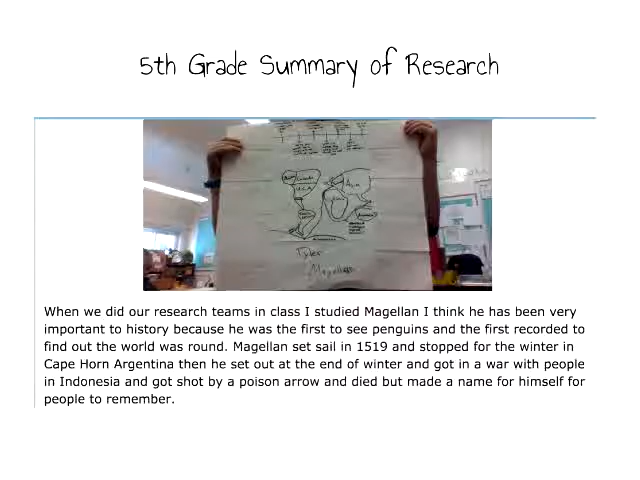 5th Grade Summary of Research
Asia
Tyler
Magellan
When we did our research teams in class I studied Magellan I think he has been very
important to history because he was the first to see penguins and the first recorded to
find out the world was round. Magellan set sail in 1519 and stopped for the winter in
Cape Horn Argentina then he set out at the end of winter and got in a war with people
in Indonesia and got shot by a poison arrow and died but made a name for himself for
people to remember.